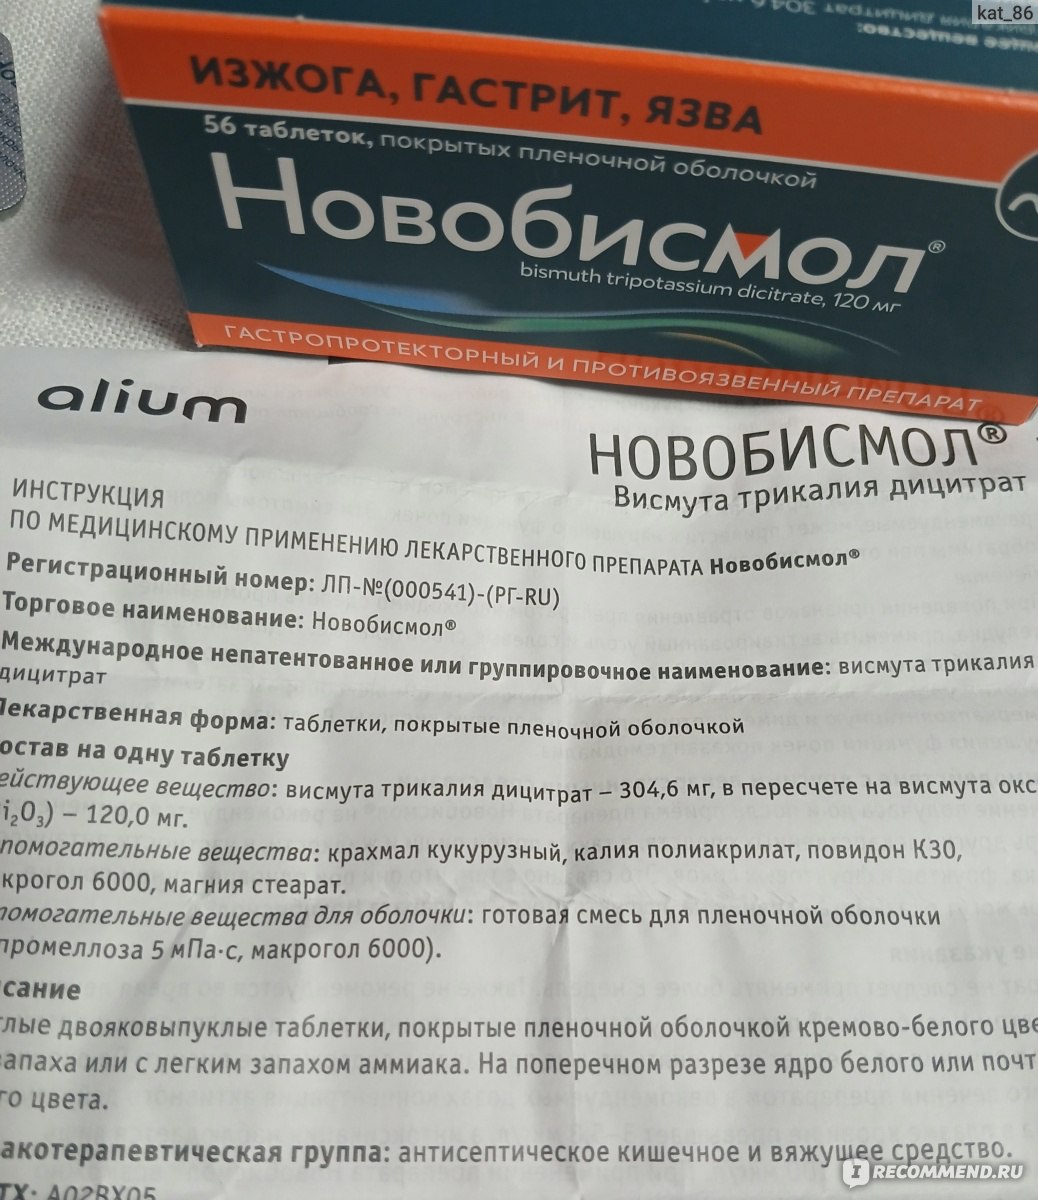 kat_86
ИЗЖОГА, ГАСТРИТ, ЯЗВА
56 таблеток, покрытых пленочной оболочкой
Новобисмол®
bismuth tripotassium dicitrate, 120 мг
ГАСТРОПРОТЕКТОРНЫЙ И ПРОТИВОЯЗВЕННЫЙ ПРЕПАРАТ
alium
НОВОБИСМОЛ®
Висмута трикалия дицитрат
ИНСТРУКЦИЯ
ПО МЕДИЦИНСКОМУ ПРИМЕНЕНИЮ ЛЕКАРСТВЕННОГО ПРЕПАРАТА Новобисмол®
Регистрационный номер: ЛП-№(000541)-(РГ-RU)
Торговое наименование: Новобисмол®
Международное непатентованное или группировочное наименование: висмута трикалия
дицитрат
Лекарственная форма: таблетки, покрытые пленочной оболочкой
остав на одну таблетку
ействующее вещество: висмута трикалия дицитрат – 304,6 мг, в пересчете на висмута окс
i₂O₃) – 120,0 мг.
помогательные вещества: крахмал кукурузный, калия полиакрилат, повидон К30,
крогол 6000, магния стеарат.
помогательные вещества для оболочки: готовая смесь для пленочной оболочки
промеллоза 5 мПа·с, макрогол 6000).
сание
глые двояковыпуклые таблетки, покрытые пленочной оболочкой кремово-белого цве
запаха или с легким запахом аммиака. На поперечном разрезе ядро белого или почт
го цвета.
акотерапевтическая группа: антисептическое кишечное и вяжущее средство.
ТХ: A02BX05
IRECOMMEND.RU